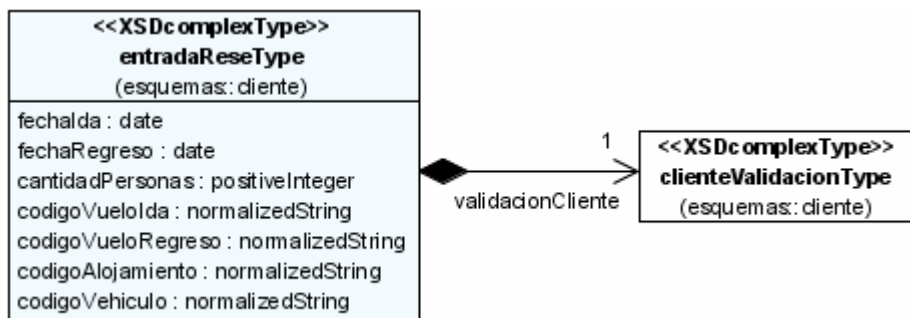 <<XSDcomplexType>>
entradaReseType
(esquemas::cliente)
fechaIda : date
fechaRegreso : date
cantidadPersonas : positiveInteger
codigoVueloIda : normalizedString
codigoVueloRegreso : normalizedString
codigoAlojamiento : normalizedString
codigoVehiculo : normalizedString
1
validacionCliente
<<XSDcomplexType>>
clienteValidacionType
(esquemas::cliente)